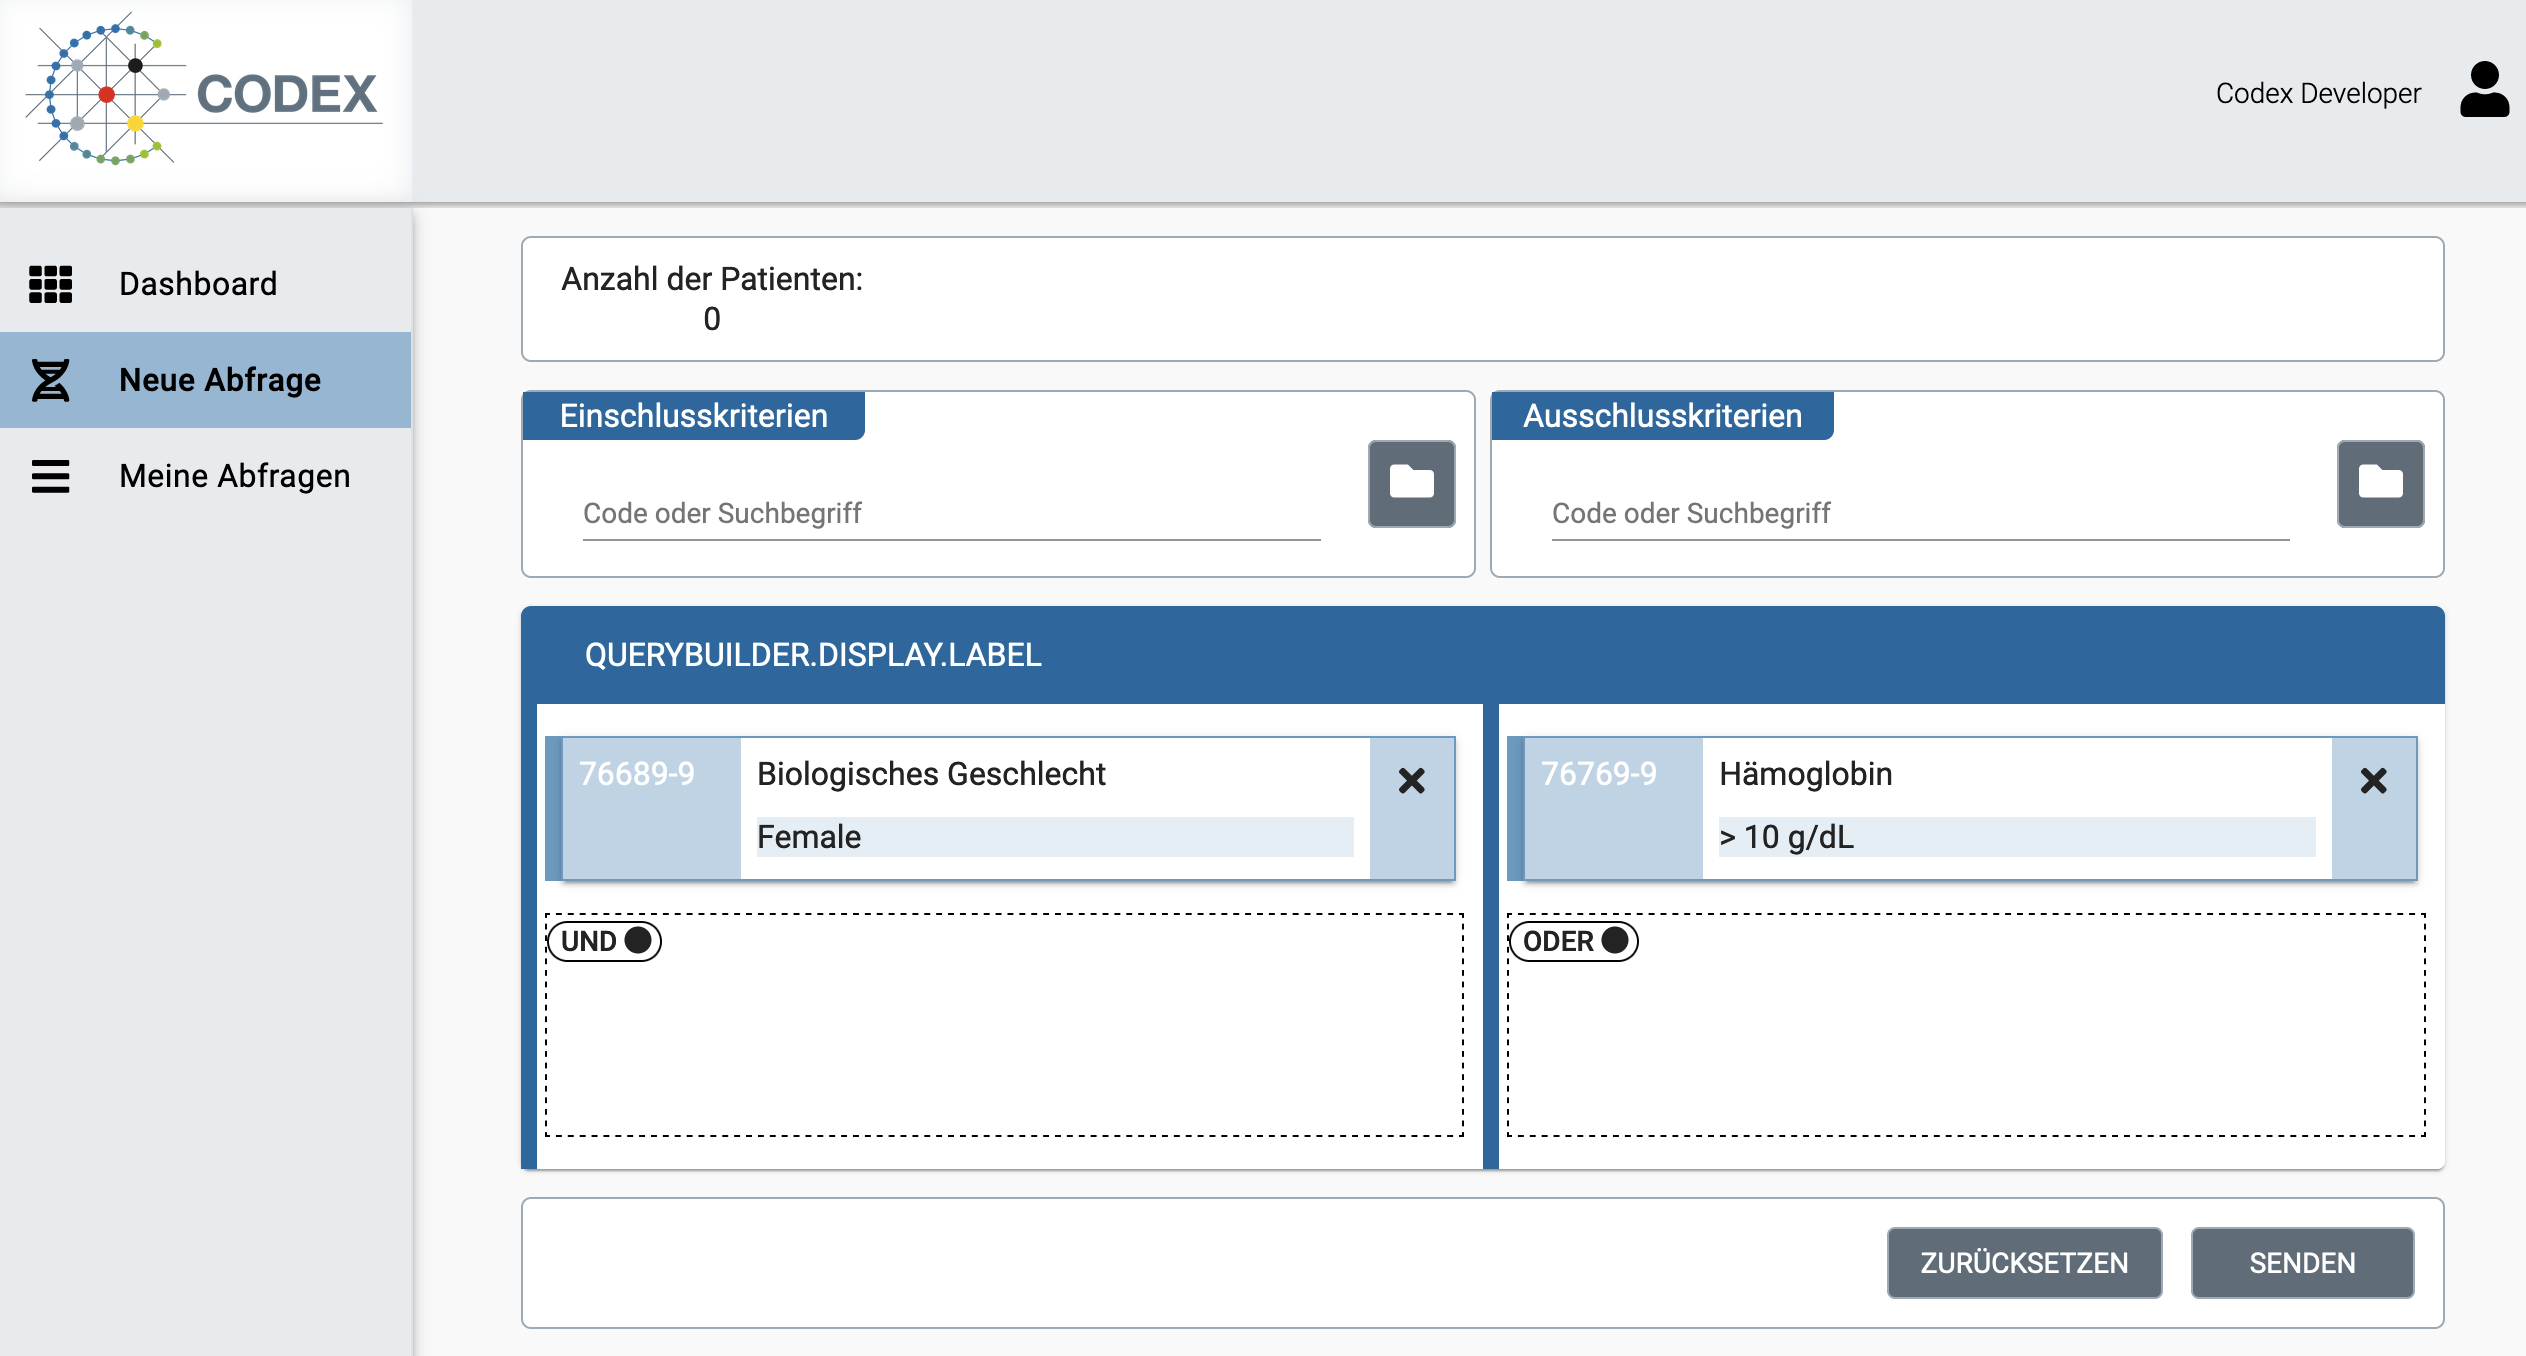 CODEX
Codex Developer
Dashboard
Neue Abfrage
Meine Abfragen
Anzahl der Patienten:
0
Einschlusskriterien
Code oder Suchbegriff
Ausschlusskriterien
Code oder Suchbegriff
QUERYBUILDER.DISPLAY.LABEL
76689-9 Biologisches Geschlecht
Female
UND
76769-9 Hämoglobin
> 10 g/dL
ODER
ZURÜCKSETZEN
SENDEN